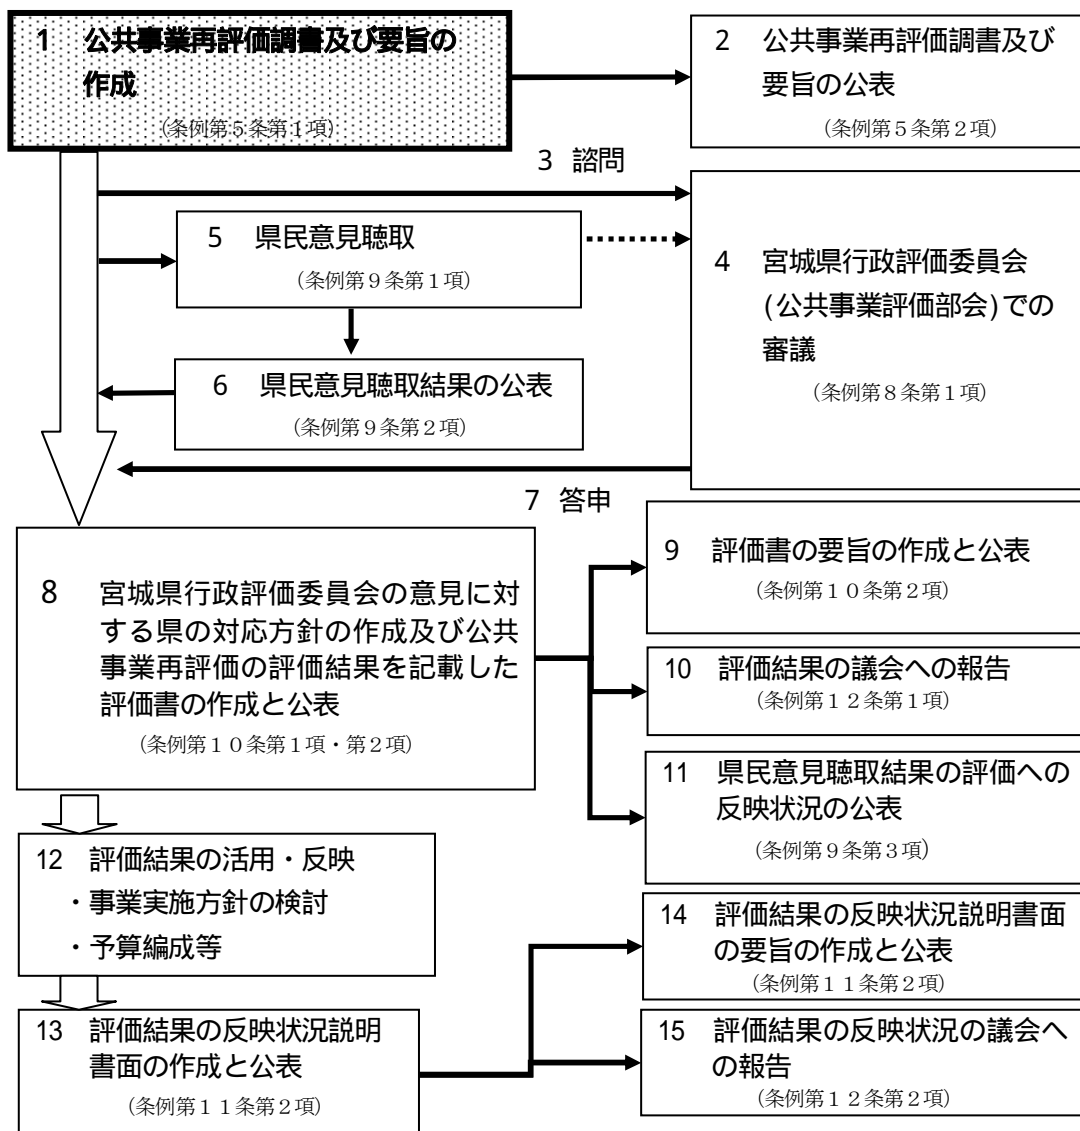 1 公共事業再評価調書及び要旨の
作成
(条例第5条第1項)
2 公共事業再評価調書及び
要旨の公表
(条例第5条第2項)
3 諮問
4 宮城県行政評価委員会
(公共事業評価部会)での
審議
(条例第8条第1項)
5 県民意見聴取
(条例第9条第1項)
6 県民意見聴取結果の公表
(条例第9条第2項)
7 答申
8 宮城県行政評価委員会の意見に対
する県の対応方針の作成及び公共
事業再評価の評価結果を記載した
評価書の作成と公表
(条例第10条第1項・第2項)
9 評価書の要旨の作成と公表
(条例第10条第2項)
10 評価結果の議会への報告
(条例第12条第1項)
11 県民意見聴取結果の評価への
反映状況の公表
(条例第9条第3項)
12 評価結果の活用・反映
・事業実施方針の検討
・予算編成等
13 評価結果の反映状況説明
書面の作成と公表
(条例第11条第2項)
14 評価結果の反映状況説明書面
の要旨の作成と公表
(条例第11条第2項)
15 評価結果の反映状況の議会へ
の報告
(条例第12条第2項)